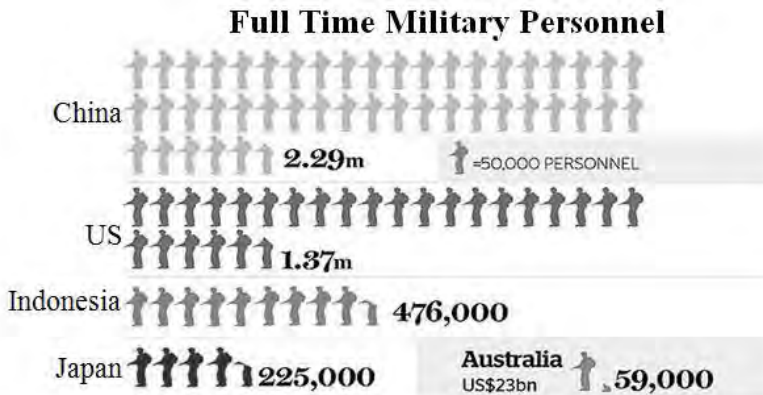 Full Time Military Personnel
China
2.29m
=50,000 PERSONNEL
US
1.37m
Indonesia
476,000
Japan
225,000
Australia
US$23bn
59,000